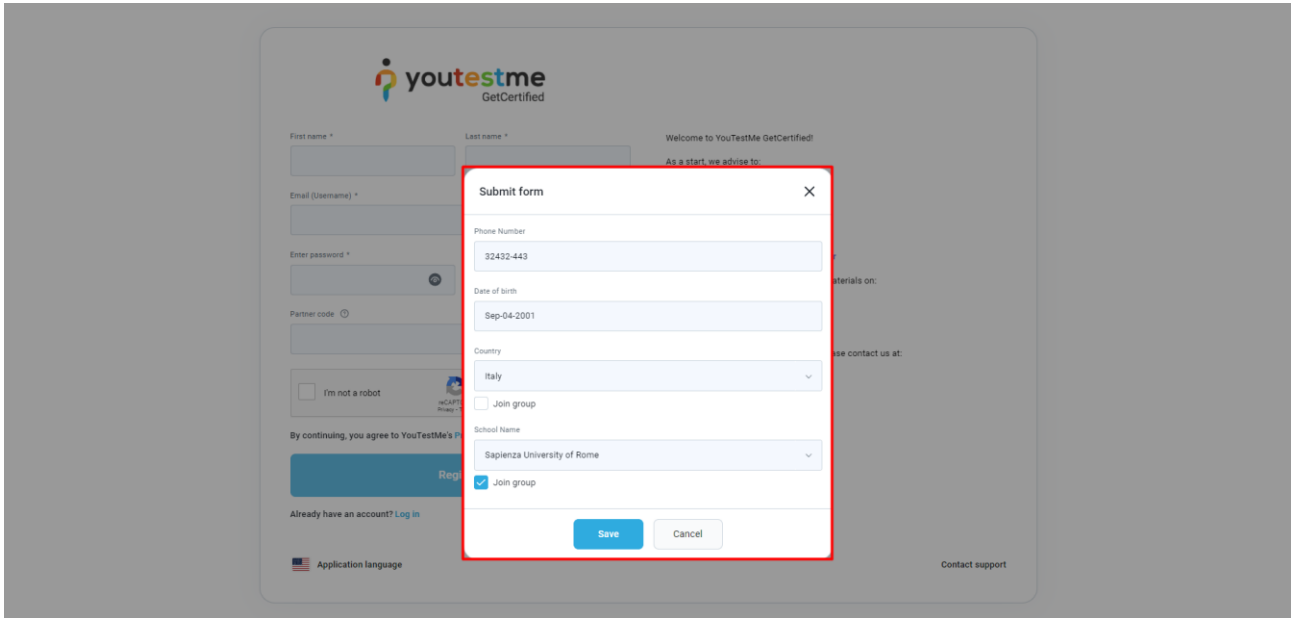 youtestme
GetCertified
First name *
Last name *
Email (Username) *
Enter password *
Partner code
I'm not a robot
By continuing, you agree to YouTestMe's
Already have an account? Log in
Application language
Welcome to YouTestMe GetCertified!
As a start, we advise to:
aterials on:
ase contact us at:
Contact support
Submit form
Phone Number
32432-443
Date of birth
Sep-04-2001
Country
Italy
Join group
School Name
Sapienza University of Rome
Join group
Save
Cancel